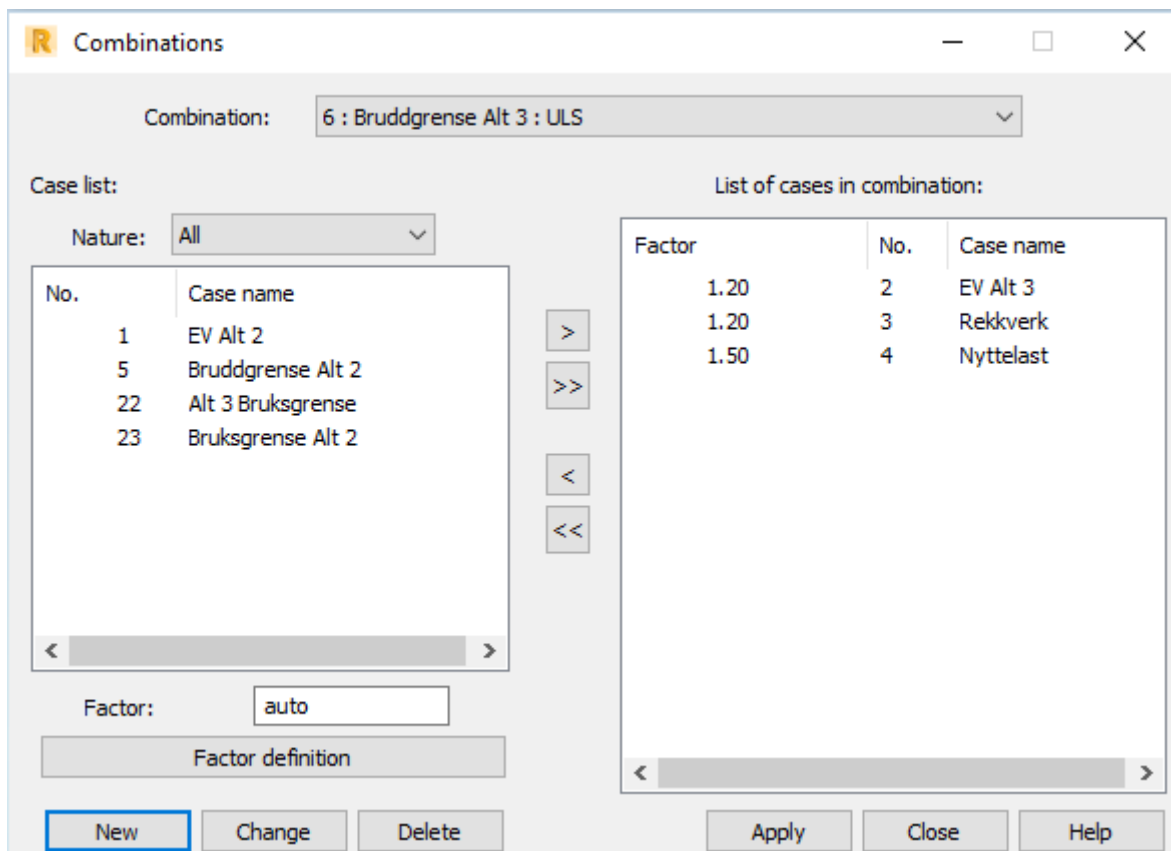 Combinations
Combination: 6 : Bruddgrense Alt 3 : ULS
Case list:
Nature: All
No. Case name
1 EV Alt 2
5 Bruddgrense Alt 2
22 Alt 3 Bruksgrense
23 Bruksgrense Alt 2
Factor: auto
Factor definition
New Change Delete
>
>>
<
<<
List of cases in combination:
Factor No. Case name
1.20 2 EV Alt 3
1.20 3 Rekkverk
1.50 4 Nyttelast
Apply Close Help